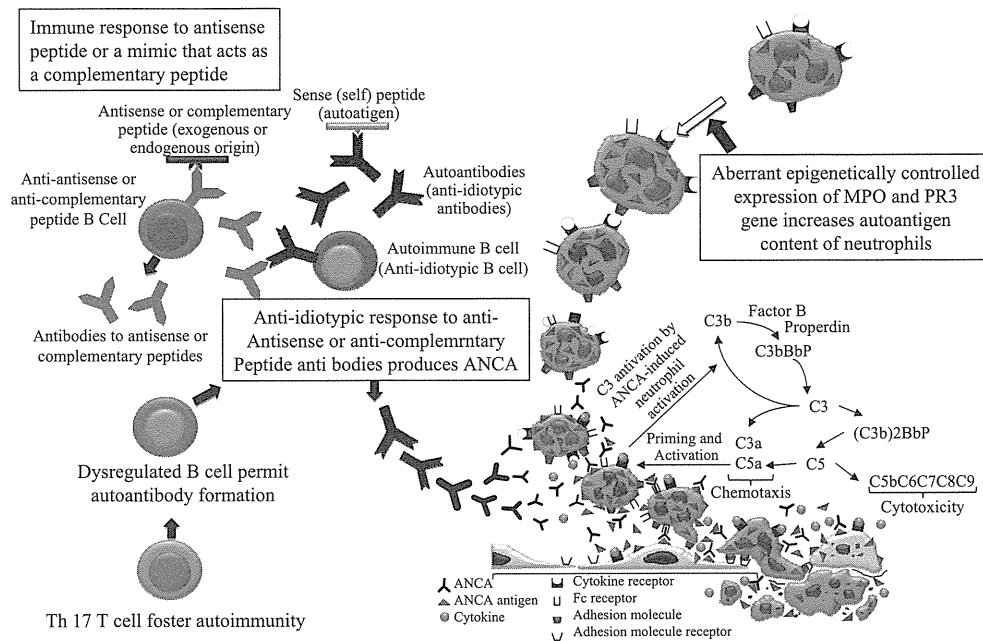 Immune response to antisense
peptide or a mimic that acts as
a complementary peptide
Antisense or complementary
peptide (exogenous or
endogenous origin)
Sense (self) peptide
(autoatigen)
Anti-antisense or
anti-complementary
peptide B Cell
Autoantibodies
(anti-idiotypic
antibodies)
Autoimmune B cell
(Anti-idiotypic B cell)
Antibodies to antisense or
complementary peptides
Anti-idiotypic response to anti-
Antisense or anti-complemrntary
Peptide anti bodies produces ANCA
Dysregulated B cell permit
autoantibody formation
Th 17 T cell foster autoimmunity
Aberrant epigenetically controlled
expression of MPO and PR3
gene increases autoantigen
content of neutrophils
C3 antivation by
ANCA-induced
neutrophil
activation
C3b
Factor B
Properdin
C3bBbP
C3
(C3b)2BbP
C3a
C5a
C5
Priming and
Activation
Chemotaxis
C5bC6C7C8C9
Cytotoxicity
ANCA
ANCA antigen
Cytokine
Cytokine receptor
Fc receptor
Adhesion molecule
Adhesion molecule receptor